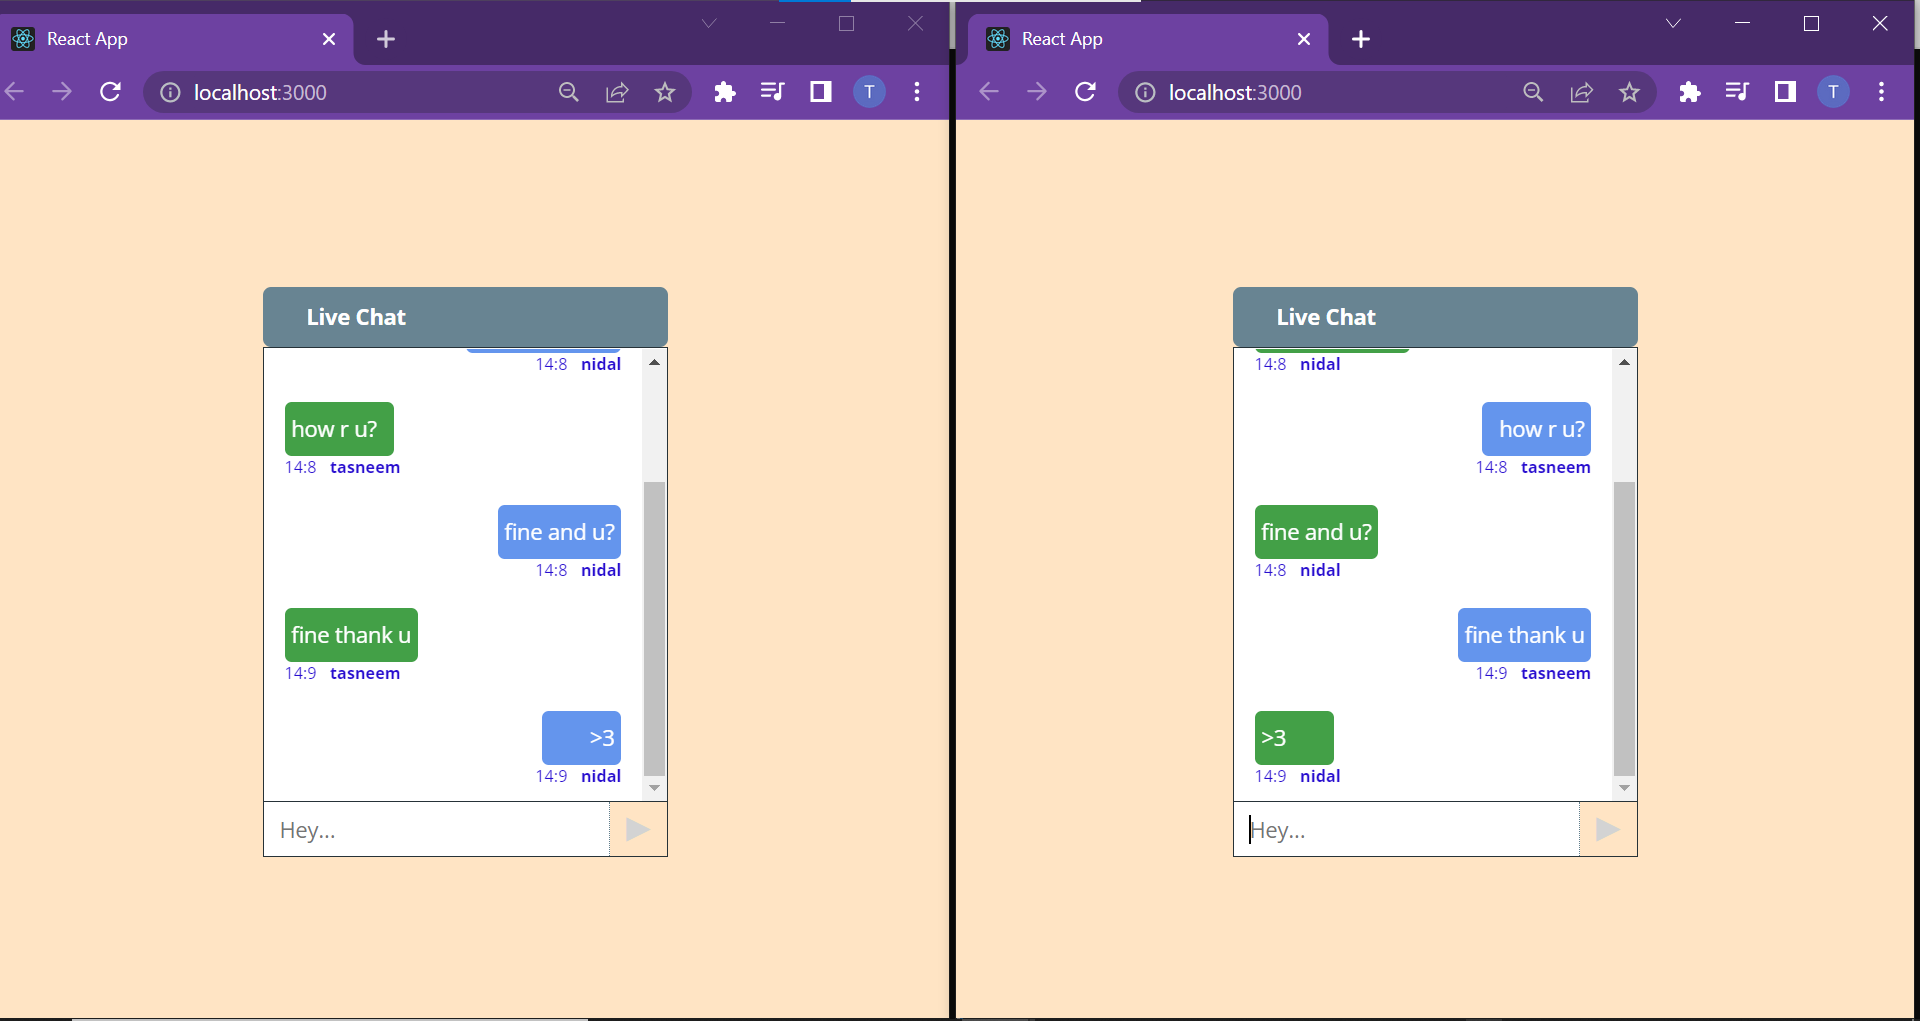 React App
localhost:3000
T
Live Chat
14:8 nidal
how r u?
14:8 tasneem
fine and u?
14:8 nidal
fine thank u
14:9 tasneem
>3
14:9 nidal
Hey...
React App
localhost:3000
T
Live Chat
14:8 nidal
how r u?
14:8 tasneem
fine and u?
14:8 nidal
fine thank u
14:9 tasneem
>3
14:9 nidal
Hey...